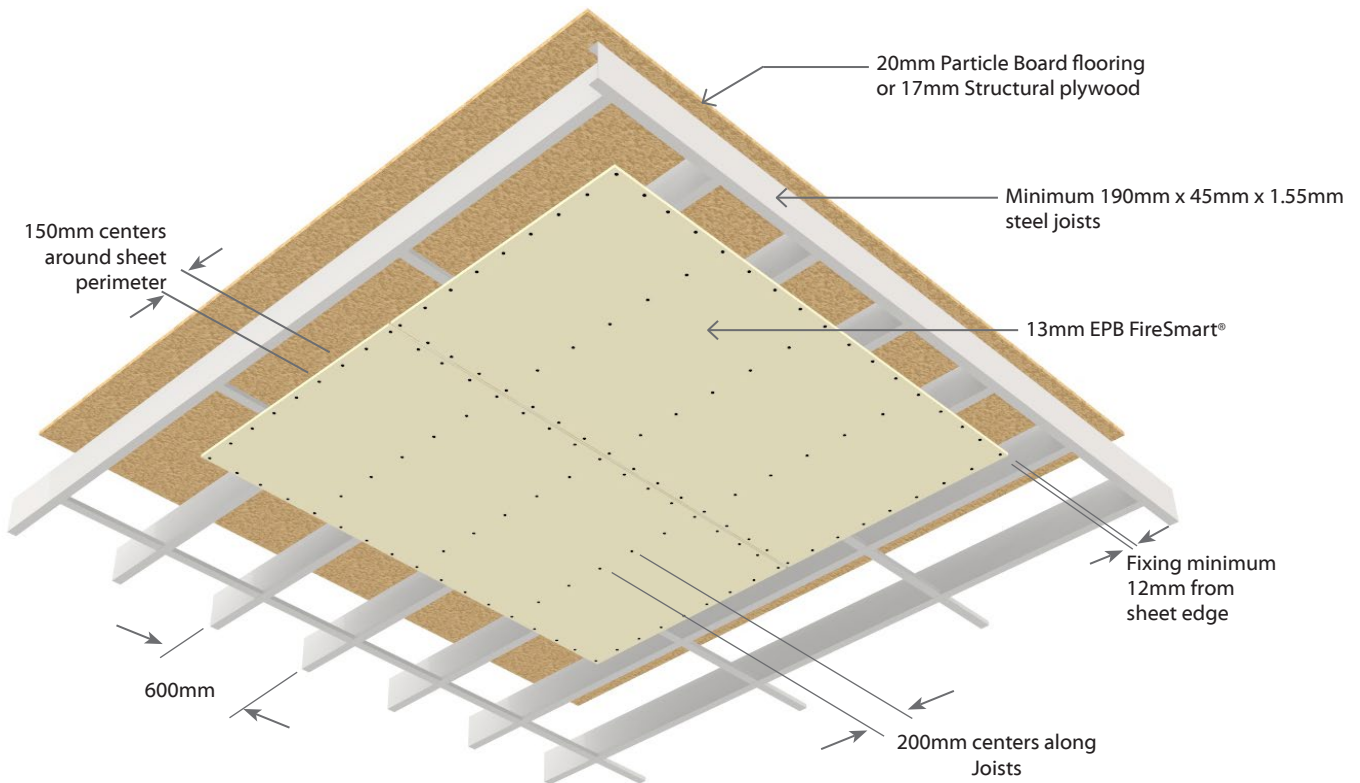 20mm Particle Board flooring
or 17mm Structural plywood
Minimum 190mm x 45mm x 1.55mm
steel joists
150mm centers
around sheet
perimeter
13mm EPB FireSmart®
Fixing minimum
12mm from
sheet edge
600mm
200mm centers along
Joists